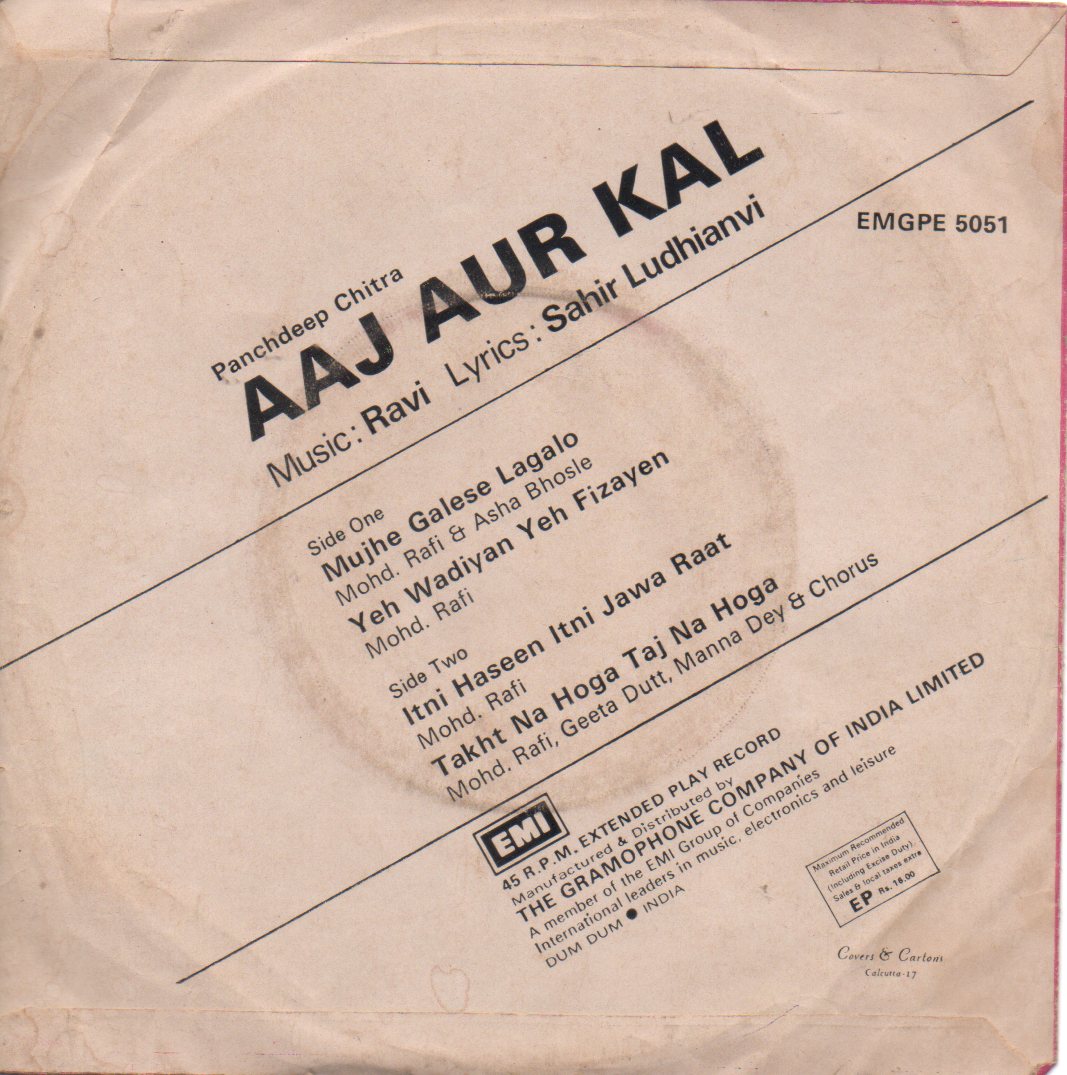 EMGPE 5051
Panchdeep Chitra
AAJ AUR KAL
Music: Ravi Lyrics: Sahir Ludhianvi
Side One
Mujhe Galese Lagalo
Mohd. Rafi & Asha Bhosle
Yeh Wadiyan Yeh Fizayen
Mohd. Rafi
Side Two
Itni Haseen Itni Jawa Raat
Mohd. Rafi
Takht Na Hoga Taj Na Hoga
Mohd. Rafi, Geeta Dutt, Manna Dey & Chorus
EMI
45 R.P.M. EXTENDED PLAY RECORD
Manufactured & Distributed by
THE GRAMOPHONE COMPANY OF INDIA LIMITED
A member of the EMI Group of Companies
International leaders in music, electronics and leisure
DUM DUM ● INDIA
Maximum Recommended
Retail Price in India
(Including Excise Duty).
Sales & local taxes extra
EP Rs. 16.00
Covers & Cartons
Calcutta-17